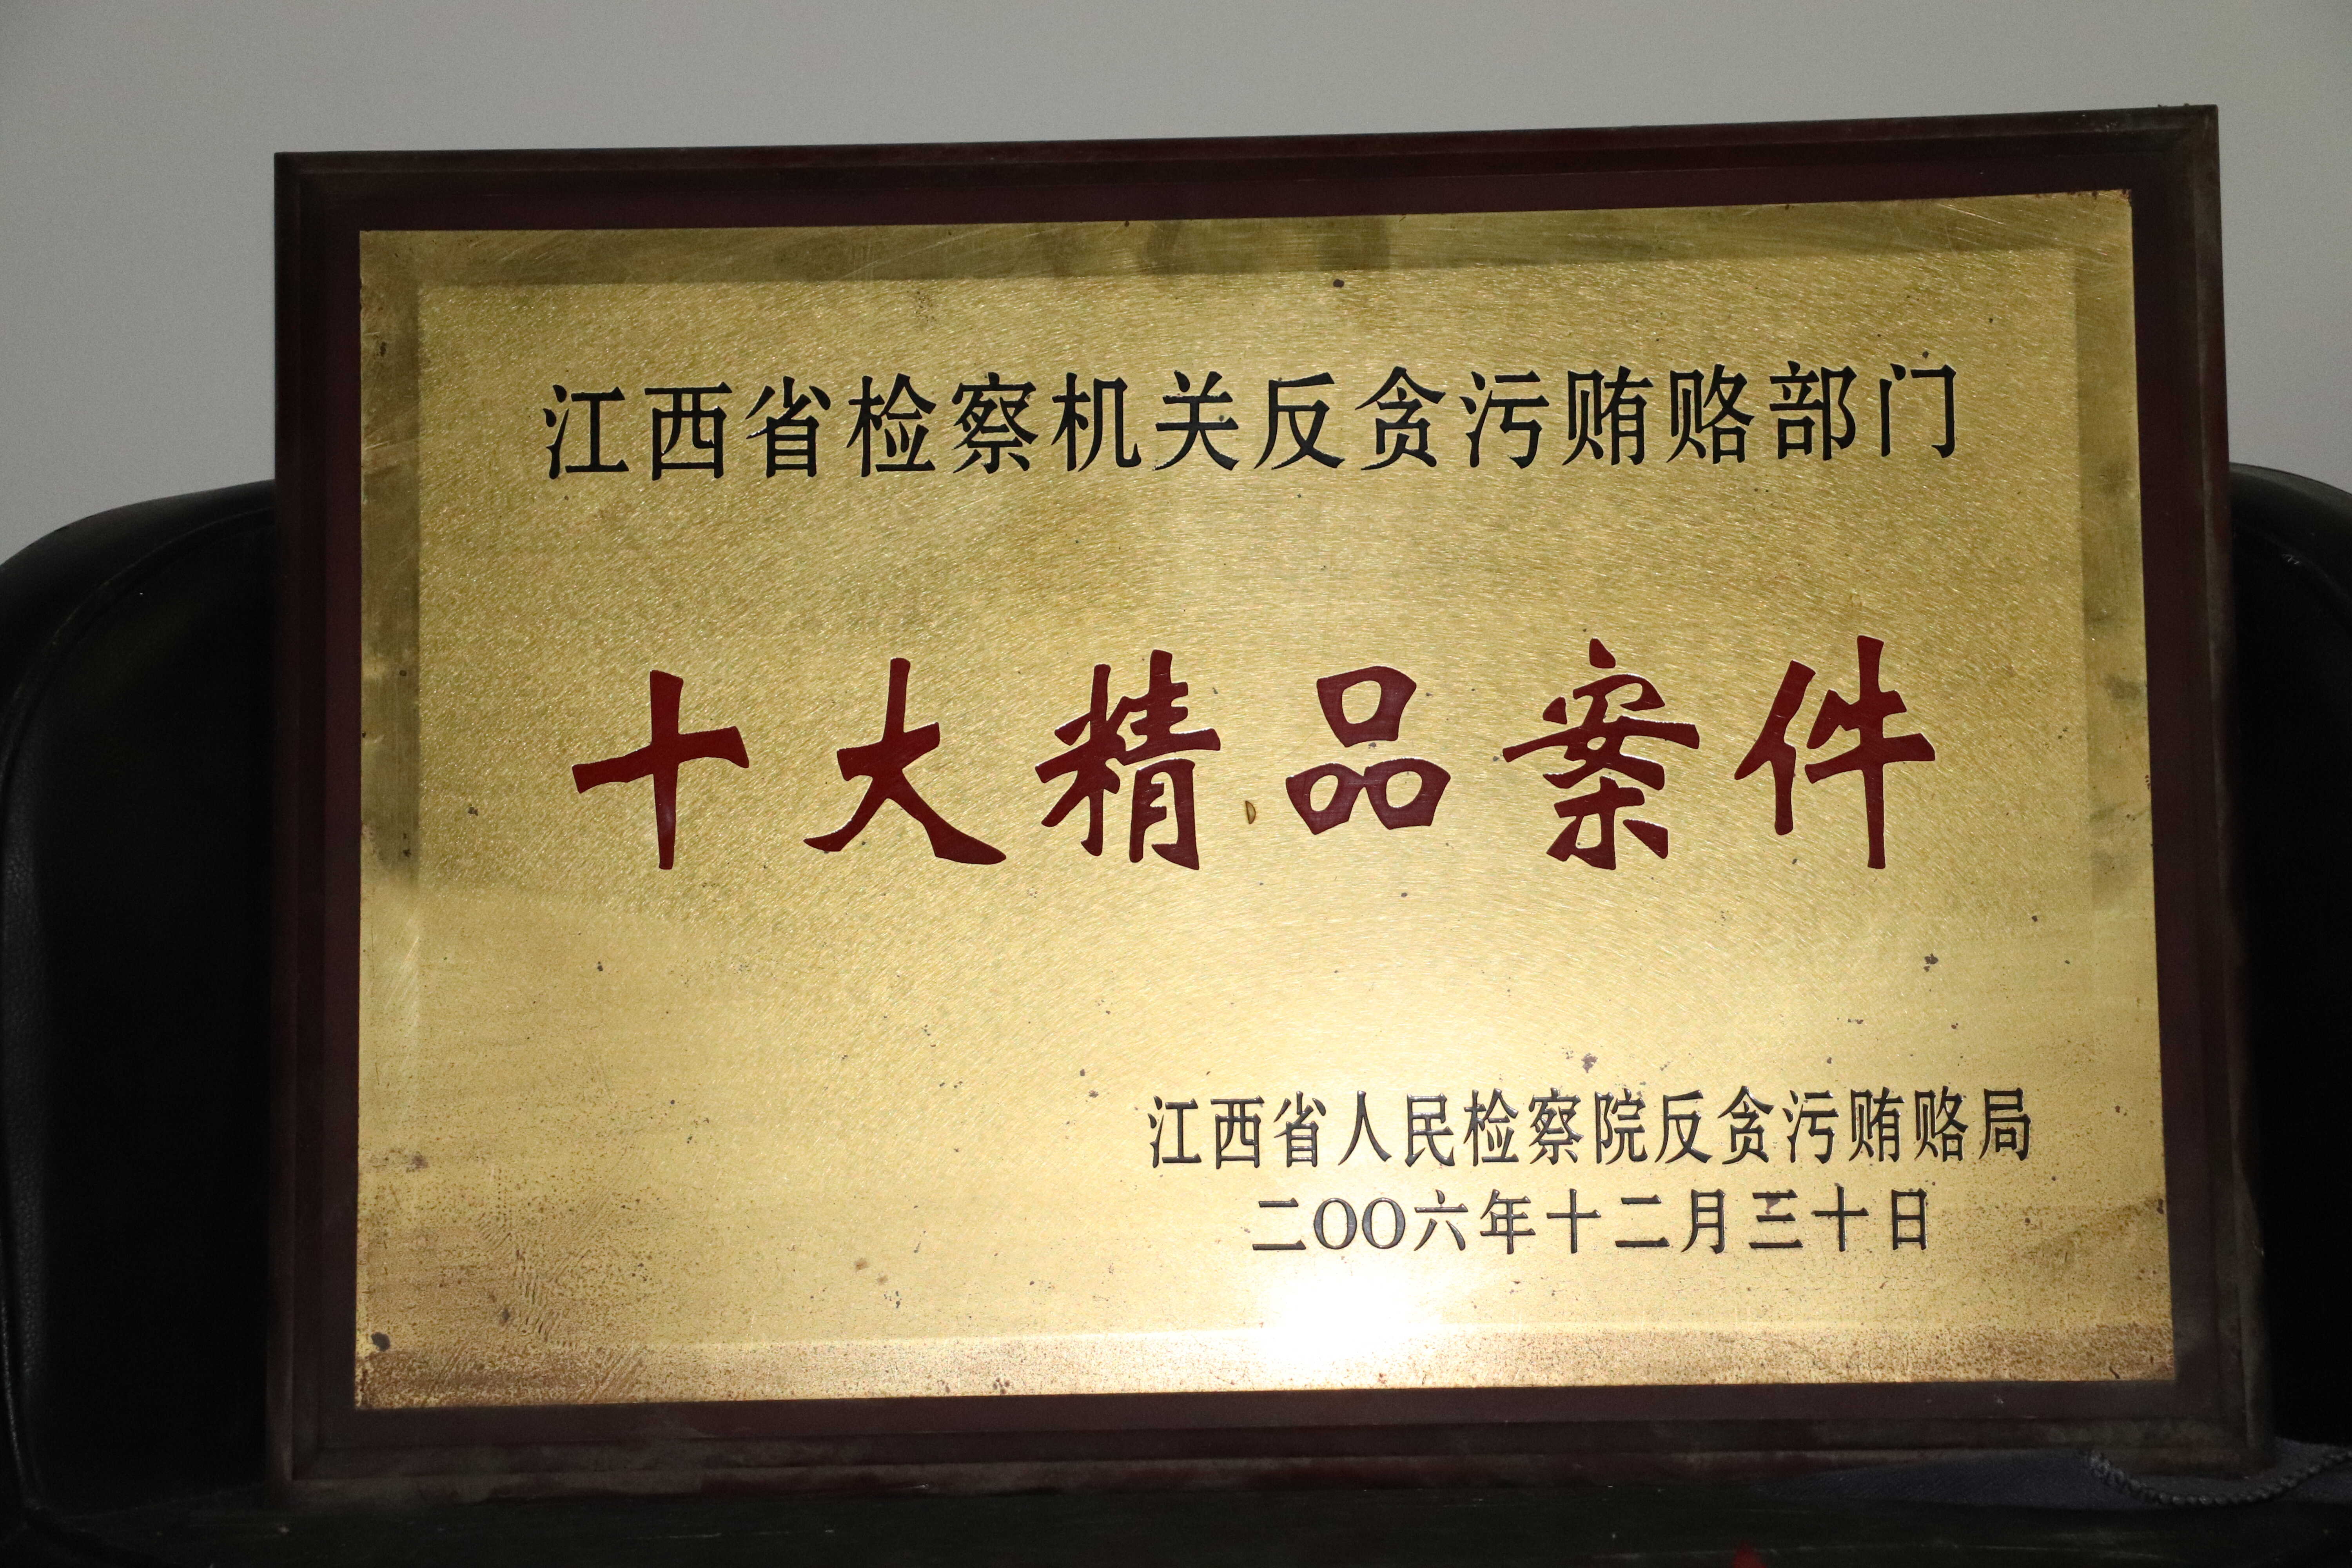 江西省检察机关反贪污贿赂部门
十大精品案件
江西省人民检察院反贪污贿赂局
二〇〇六年十二月三十日